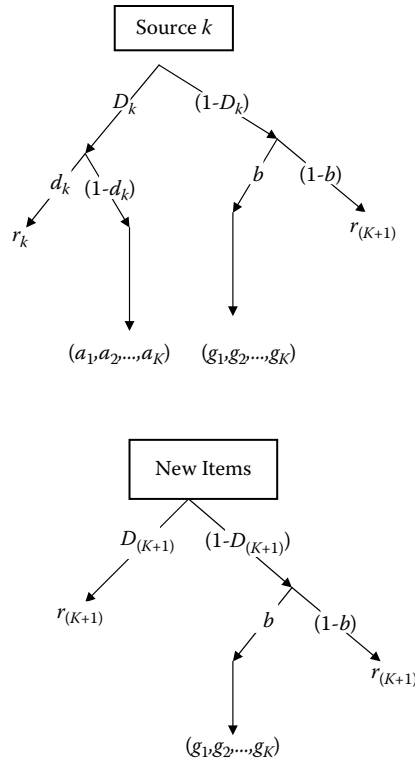 Source k
D_k (1-D_k)
d_k (1-d_k) b (1-b)
r_k r_(K+1)
(a_1,a_2,...,a_K) (g_1,g_2,...,g_K)
New Items
D_(K+1) (1-D_(K+1))
r_(K+1) b (1-b)
r_(K+1)
(g_1,g_2,...,g_K)